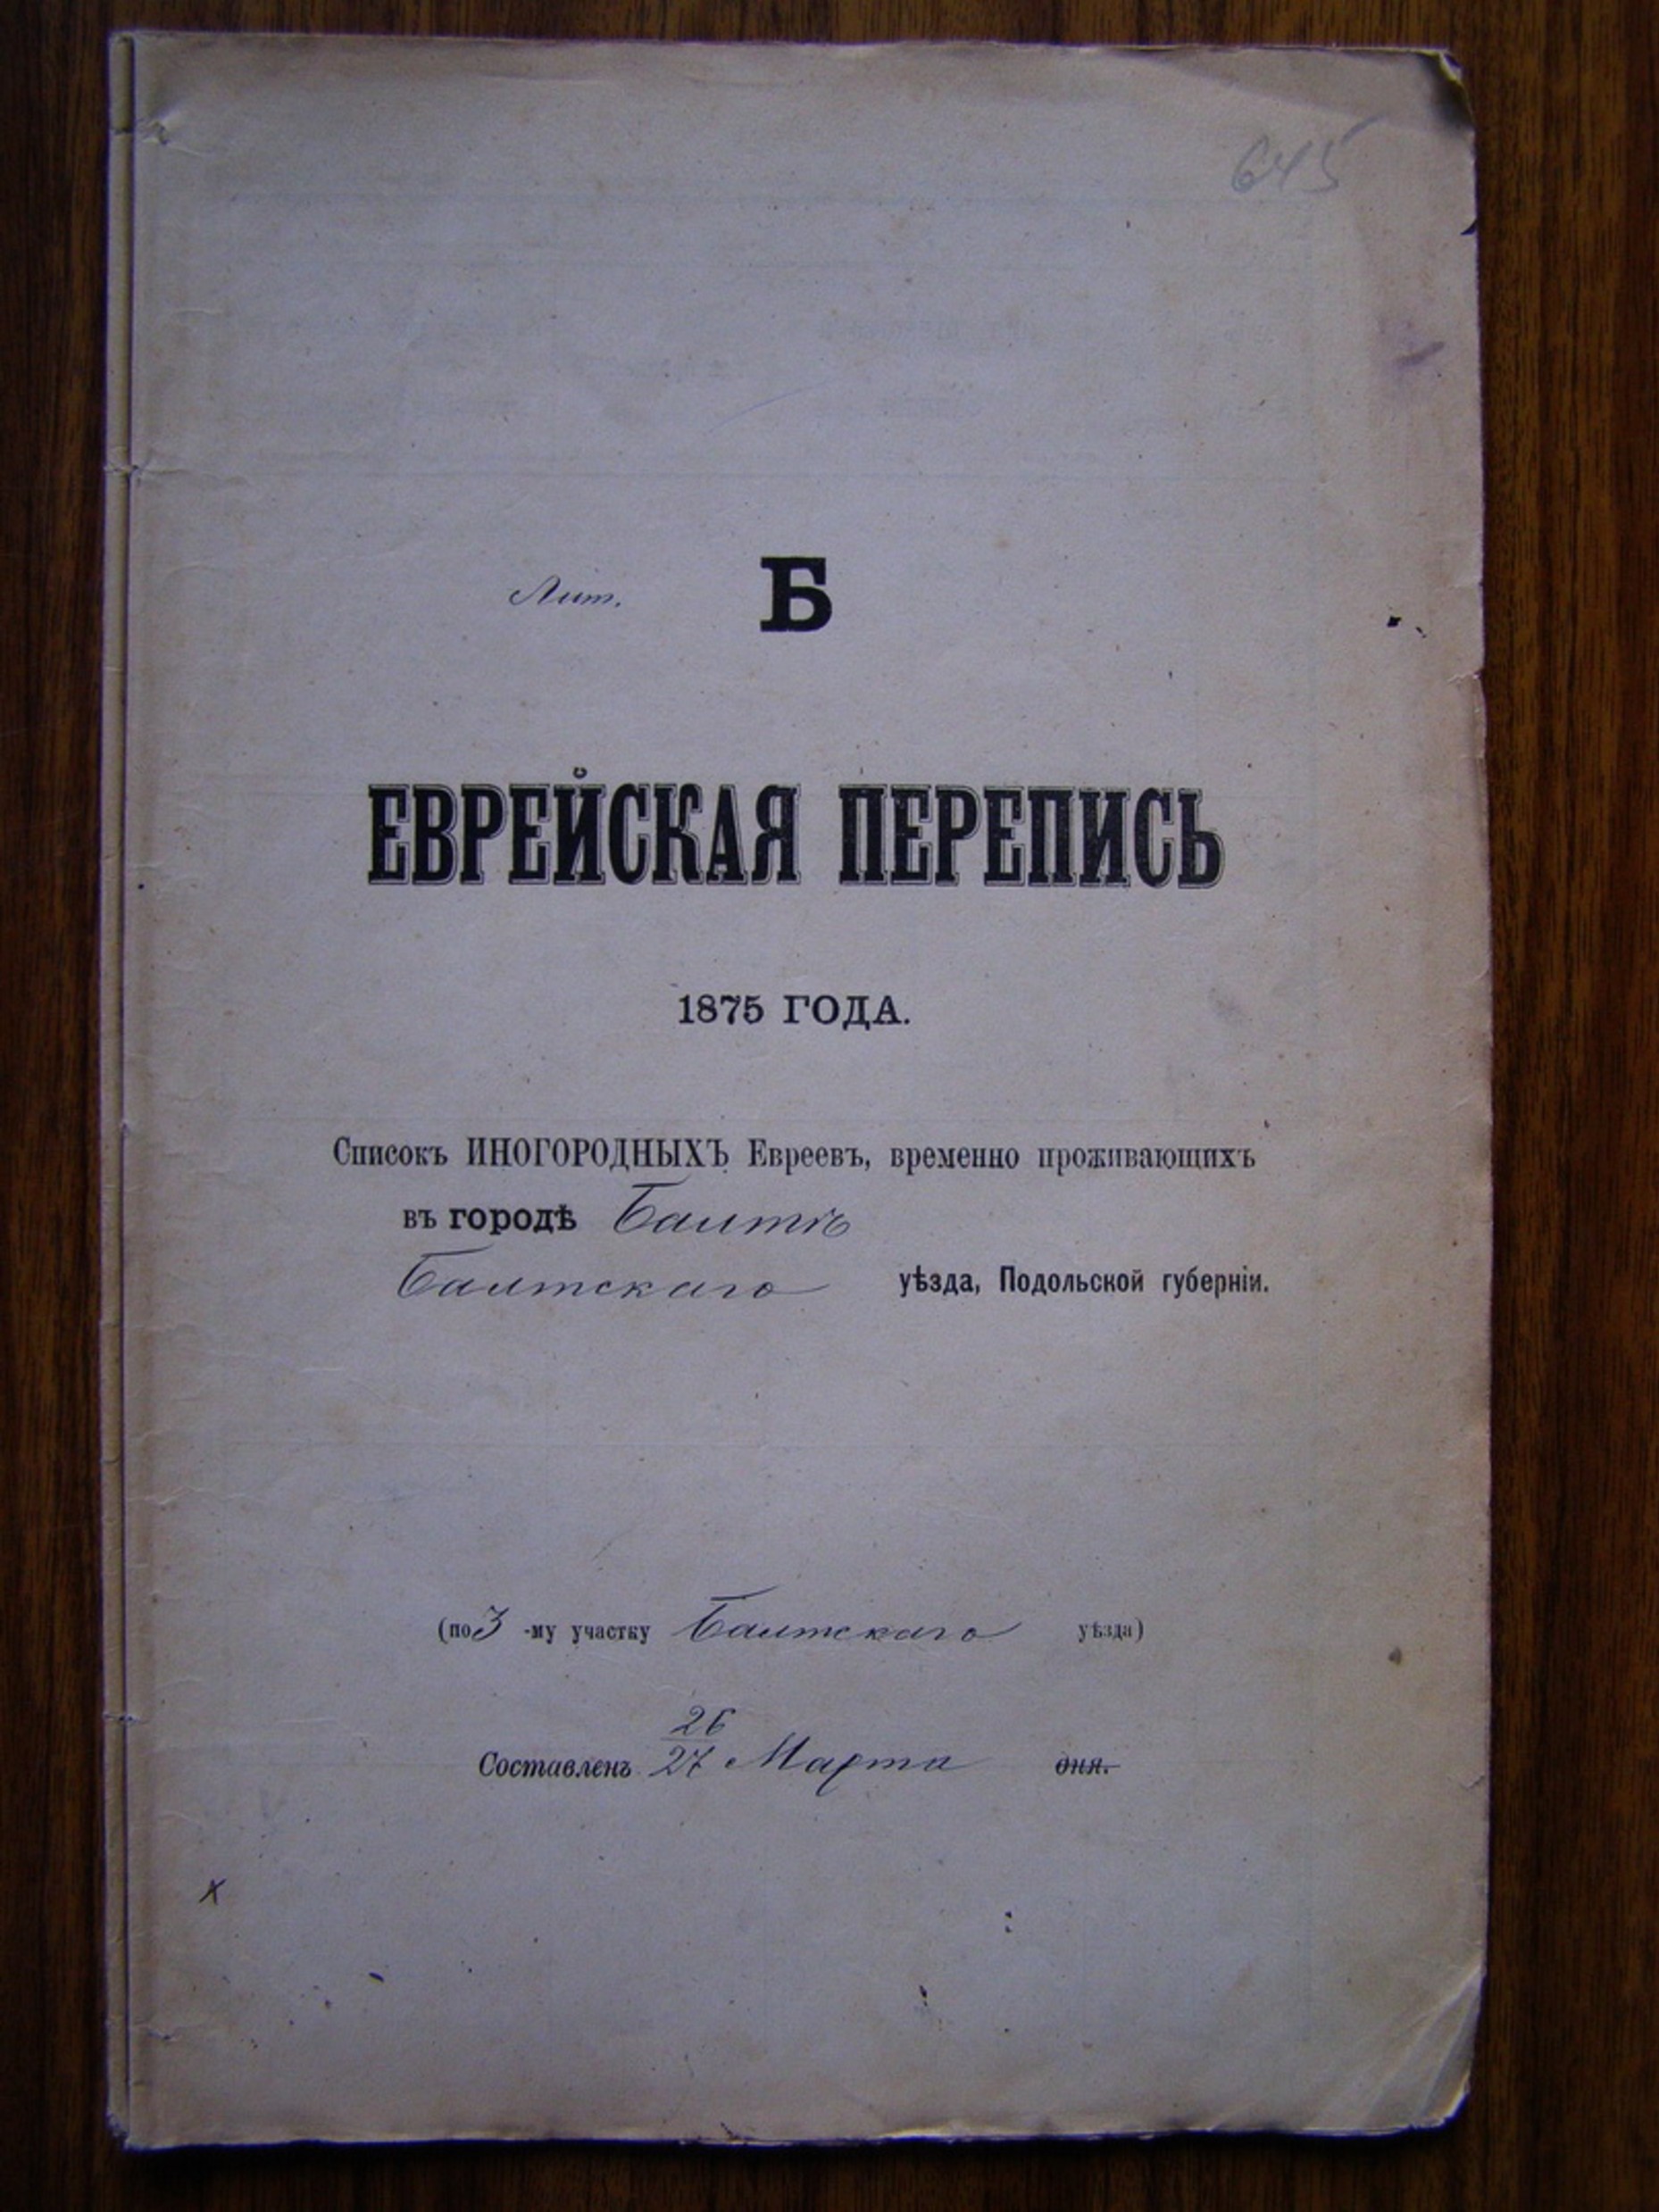 645
Лит. Б
ЕВРЕЙСКАЯ ПЕРЕПИСЬ
1875 ГОДА.
Списокъ ИНОГОРОДНЫХЪ Евреевъ, временно проживающихъ
въ городѣ Балтѣ
Балтскаго уѣзда, Подольской губерніи.
(по 3 -му участку Балтскаго уѣзда)
26
Составленъ 27 Марта дня.